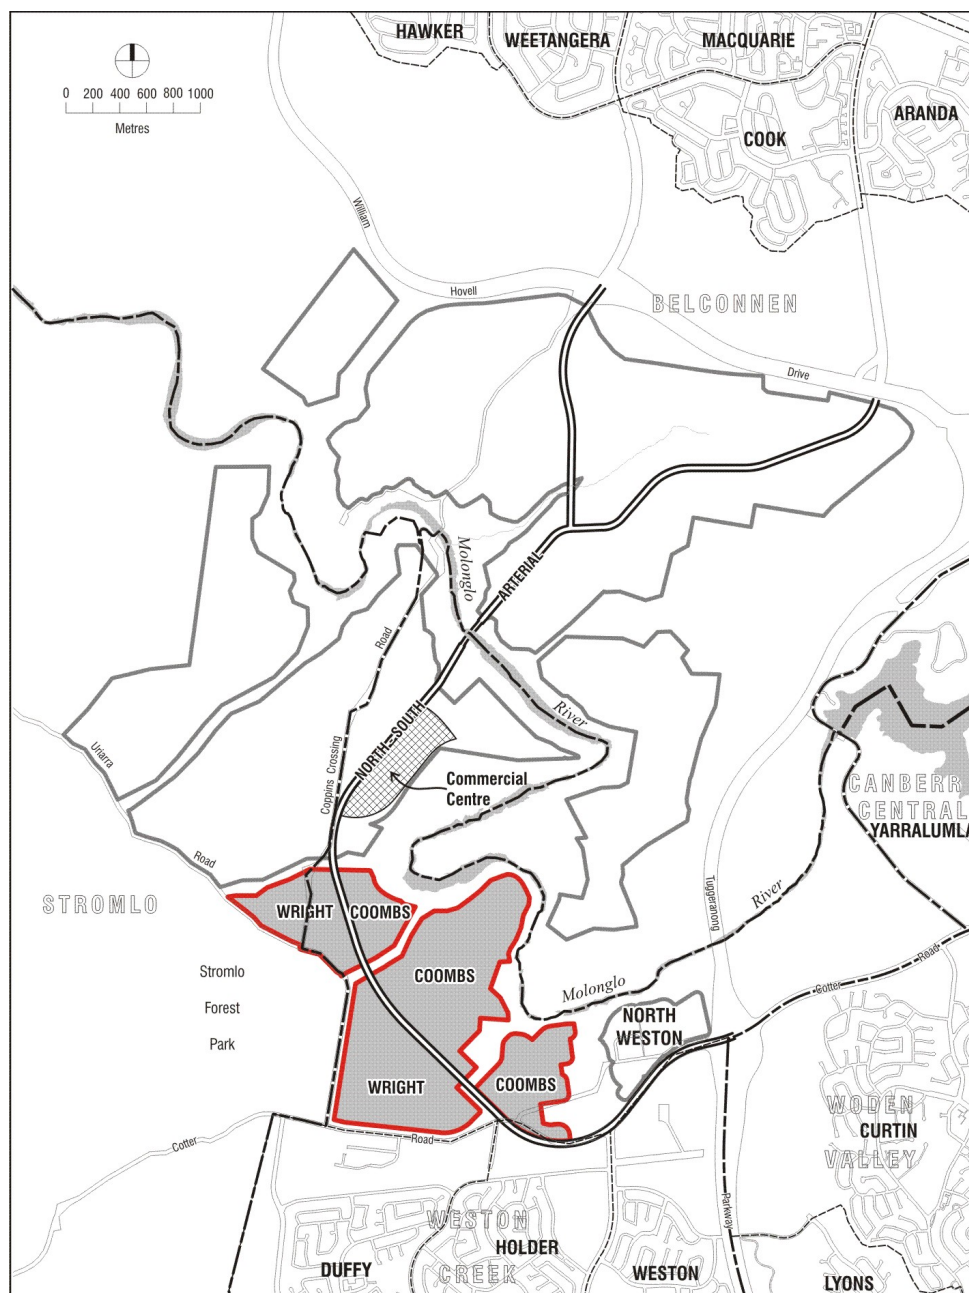 HAWKER
WEETANGERA
MACQUARIE
ARANDA
COOK
0 200 400 600 800 1000
Metres
William
Hovell
BELCONNEN
Drive
Molonglo
ARTERIAL
Road
River
NORTH-SOUTH
Uriarra
Coppins Crossing
Commercial
Centre
CANBERR
CENTRAL
YARRALUMLA
Road
STROMLO
WRIGHT
COOMBS
Tuggeranong
River
COOMBS
Road
Stromlo
Forest
Park
Molonglo
Cotter
NORTH
WESTON
WRIGHT
COOMBS
WODEN
CURTIN
VALLEY
Cotter
Road
Parkway
WESTON
HOLDER
CREEK
DUFFY
WESTON
LYONS